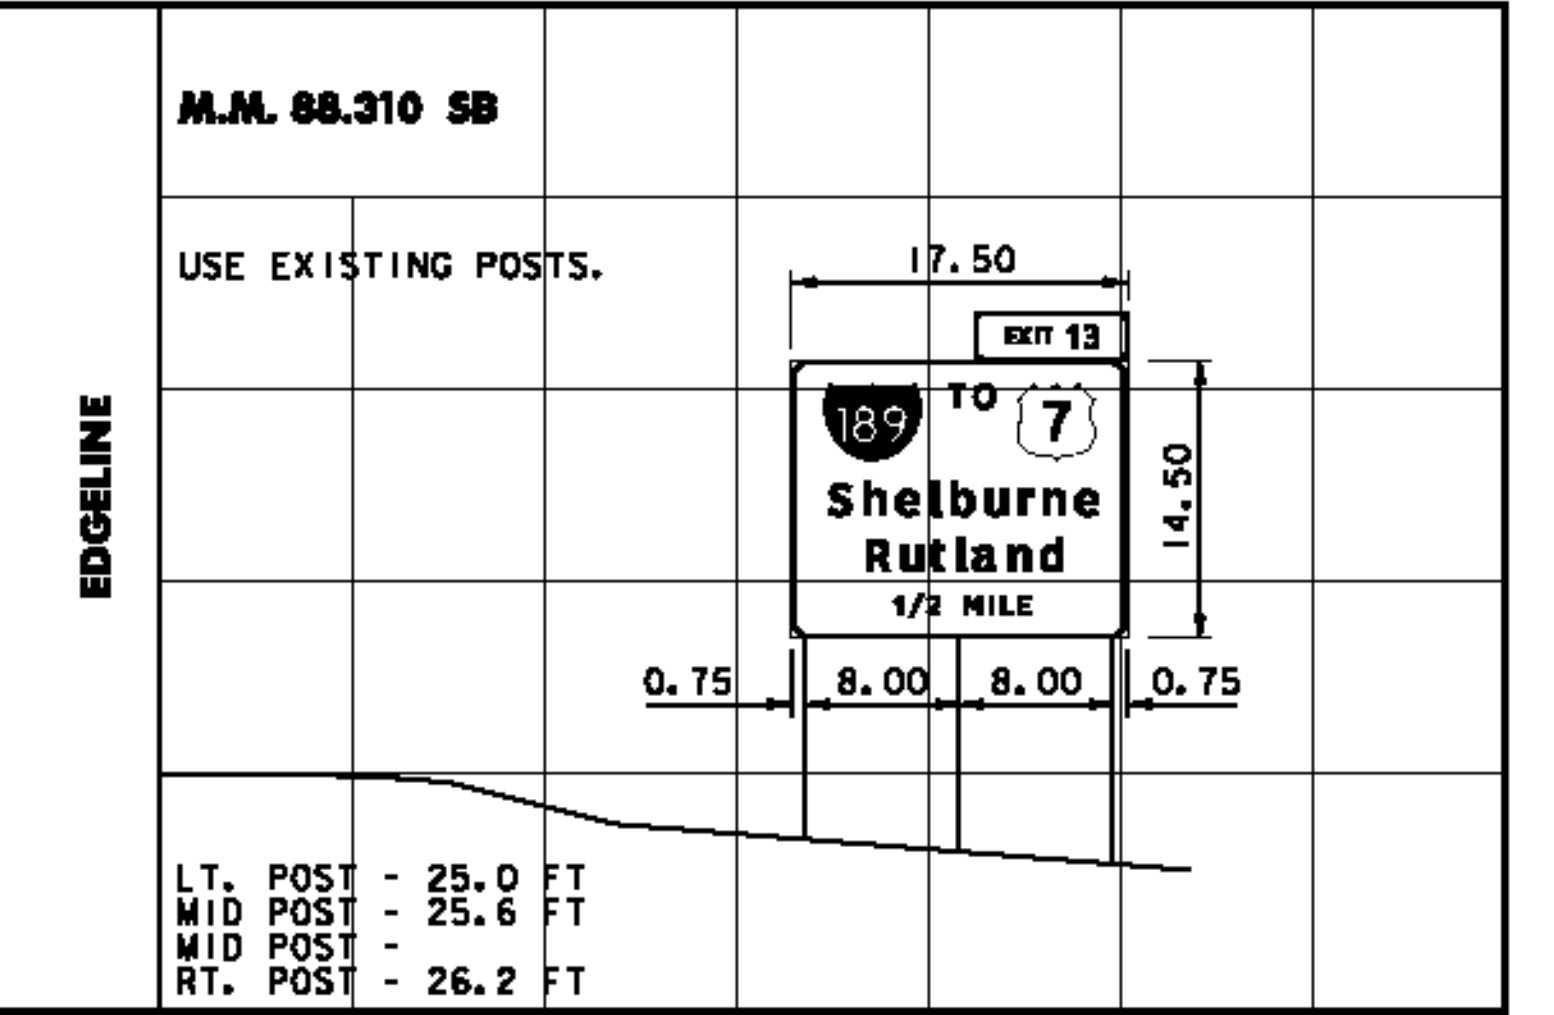 M.M. 88.310 SB
USE EXISTING POSTS.
17.50
EXIT 13
189 TO 7
Shelburne
Rutland
1/2 MILE
14.50
EDGELINE
0.75 8.00 8.00 0.75
LT. POST - 25.0 FT
MID POST - 25.6 FT
MID POST -
RT. POST - 26.2 FT